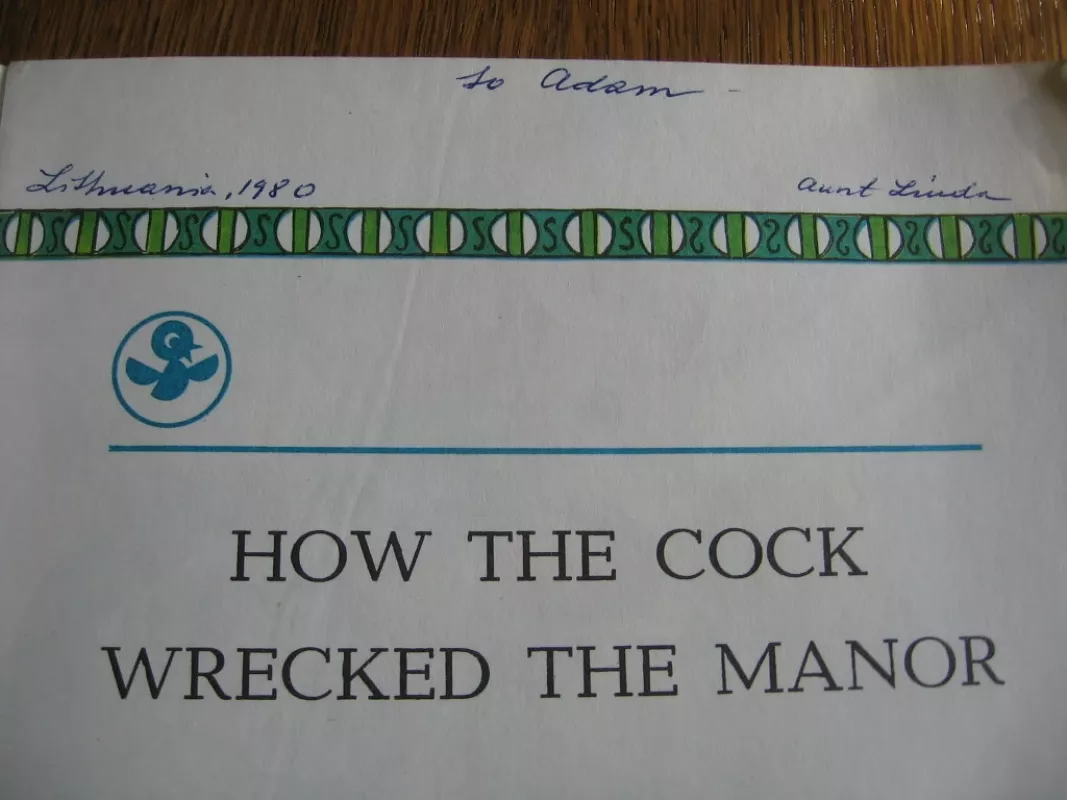 to Adam -
Lithuania, 1980
Aunt Linda
HOW THE COCK
WRECKED THE MANOR